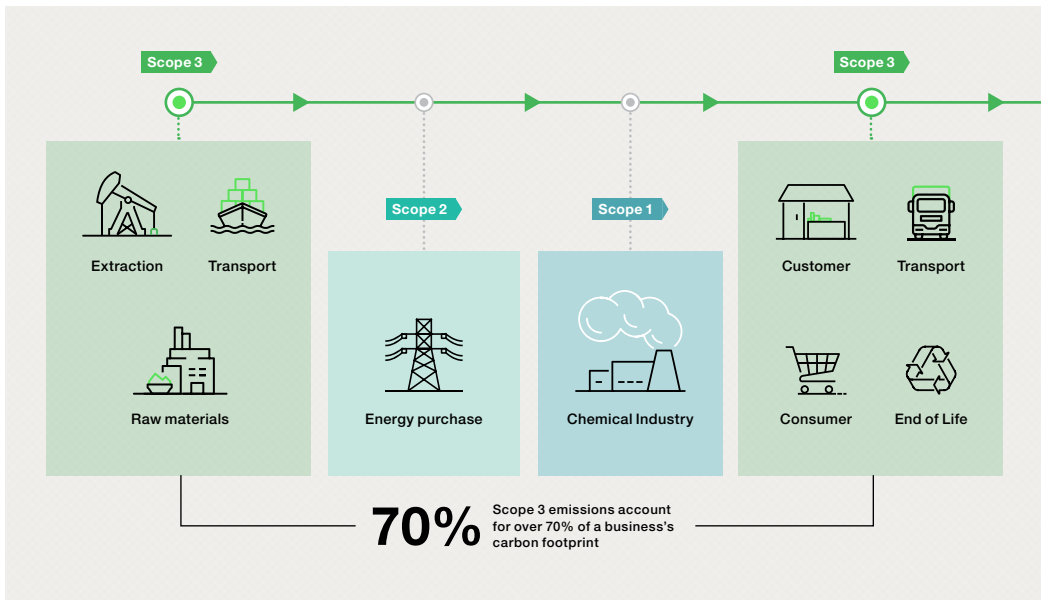 Scope 3
Scope 3
Scope 2
Scope 1
Extraction
Transport
Customer
Transport
Raw materials
Energy purchase
Chemical Industry
Consumer
End of Life
70%
Scope 3 emissions account
for over 70% of a business's
carbon footprint